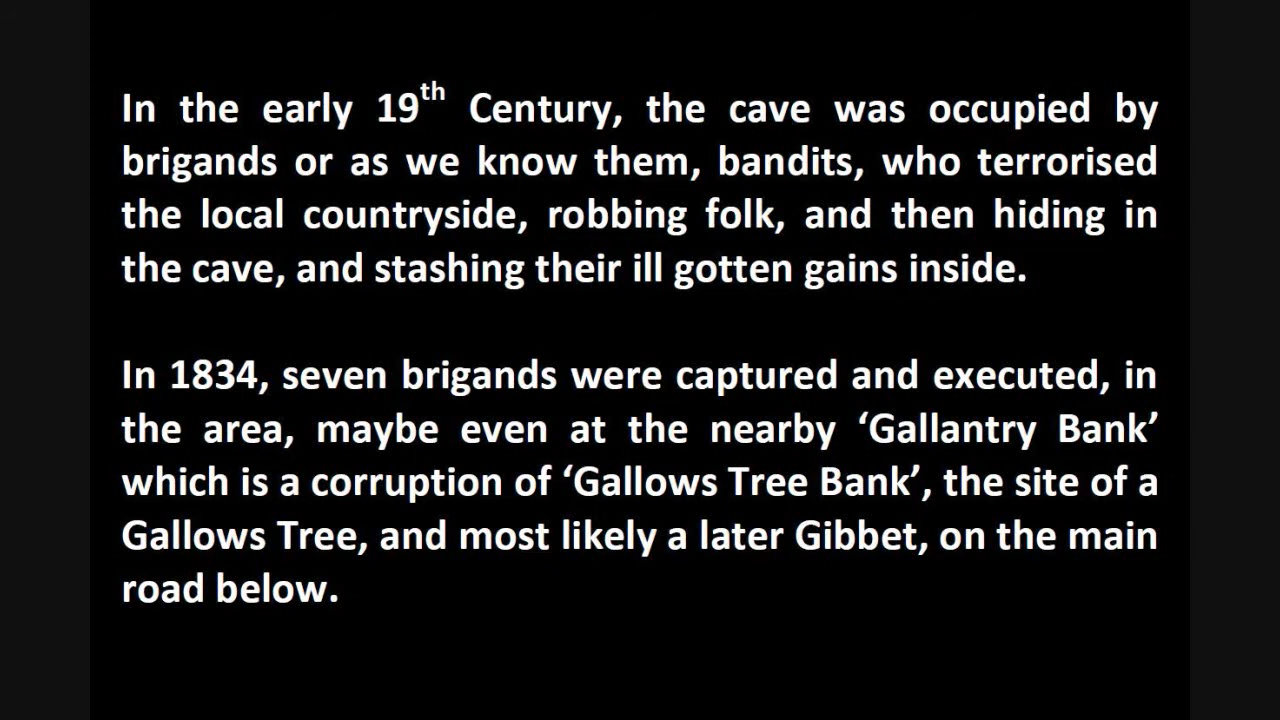 In the early 19th Century, the cave was occupied by
brigands or as we know them, bandits, who terrorised
the local countryside, robbing folk, and then hiding in
the cave, and stashing their ill gotten gains inside.
In 1834, seven brigands were captured and executed, in
the area, maybe even at the nearby ‘Gallantry Bank’
which is a corruption of ‘Gallows Tree Bank’, the site of a
Gallows Tree, and most likely a later Gibbet, on the main
road below.